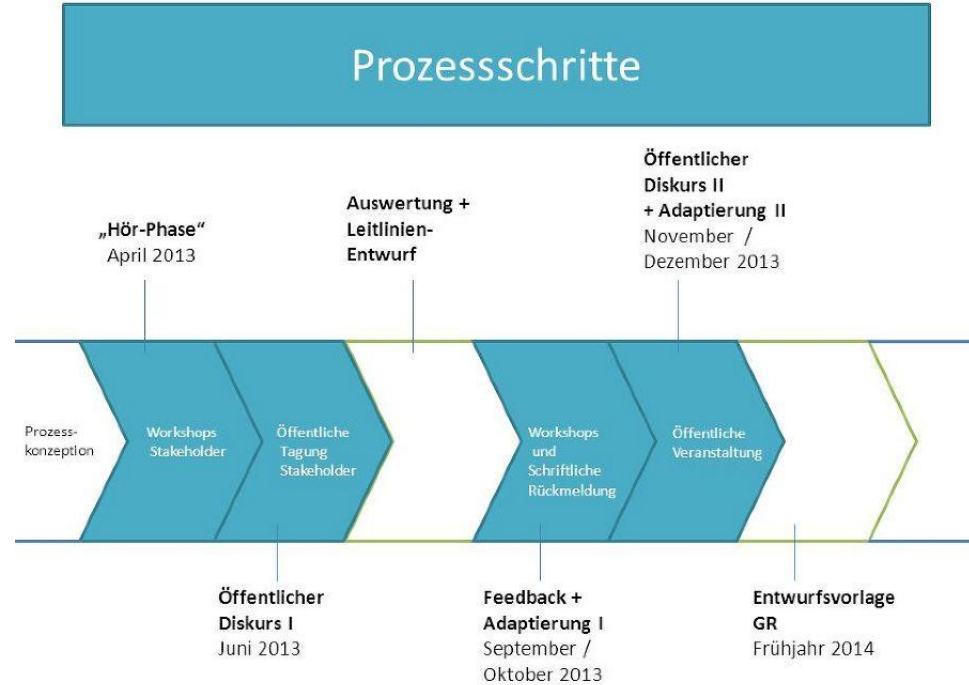 Prozessschritte
„Hör-Phase“
April 2013
Auswertung +
Leitlinien-
Entwurf
Öffentlicher
Diskurs II
+ Adaptierung II
November /
Dezember 2013
Prozess-
konzeption
Workshops
Stakeholder
Öffentliche
Tagung
Stakeholder
Workshops
und
Schriftliche
Rückmeldung
Öffentliche
Veranstaltung
Öffentlicher
Diskurs I
Juni 2013
Feedback +
Adaptierung I
September /
Oktober 2013
Entwurfsvorlage
GR
Frühjahr 2014